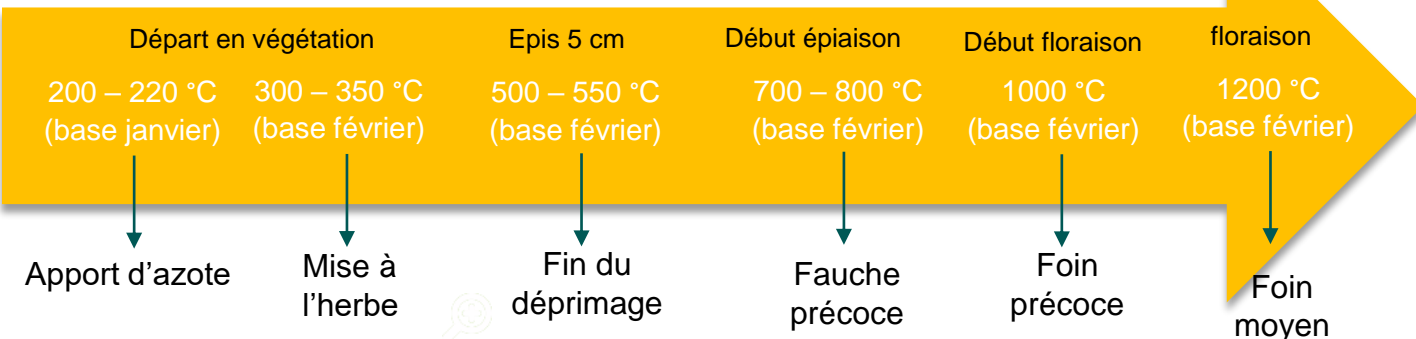 Départ en végétation
Epis 5 cm
Début épiaison
Début floraison
floraison
200 – 220 °C
(base janvier)
300 – 350 °C
(base février)
500 – 550 °C
(base février)
700 – 800 °C
(base février)
1000 °C
(base février)
1200 °C
(base février)
Apport d’azote
Mise à
l’herbe
Fin du
déprimage
Fauche
précoce
Foin
précoce
Foin
moyen